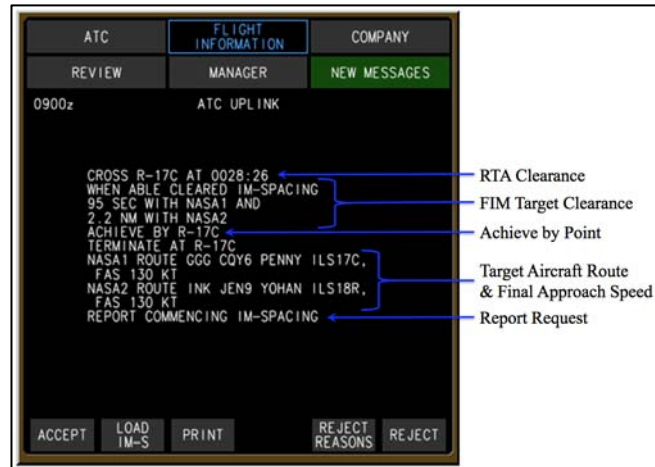 ATC
FLIGHT
INFORMATION
COMPANY
REVIEW
MANAGER
NEW MESSAGES
0900z
ATC UPLINK
CROSS R-17C AT 0028:26
WHEN ABLE CLEARED IM-SPACING
95 SEC WITH NASA1 AND
2.2 NM WITH NASA2
ACHIEVE BY R-17C
TERMINATE AT R-17C
NASA1 ROUTE GGG CQY6 PENNY ILS17C,
FAS 130 KT
NASA2 ROUTE INK JEN9 YOHAN ILS18R,
FAS 130 KT
REPORT COMMENCING IM-SPACING
RTA Clearance
FIM Target Clearance
Achieve by Point
Target Aircraft Route
& Final Approach Speed
Report Request
ACCEPT
LOAD
IM-S
PRINT
REJECT
REASONS
REJECT